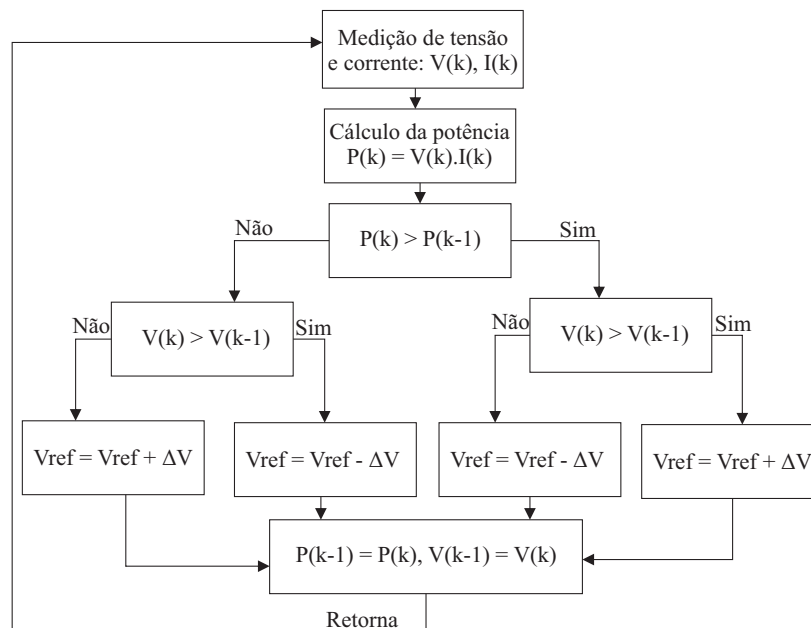 Medição de tensão
e corrente: V(k), I(k)
Cálculo da potência
P(k) = V(k).I(k)
Não
P(k) > P(k-1)
Sim
Não
V(k) > V(k-1)
Sim
Não
V(k) > V(k-1)
Sim
Vref = Vref + ΔV
Vref = Vref - ΔV
Vref = Vref - ΔV
Vref = Vref + ΔV
P(k-1) = P(k), V(k-1) = V(k)
Retorna